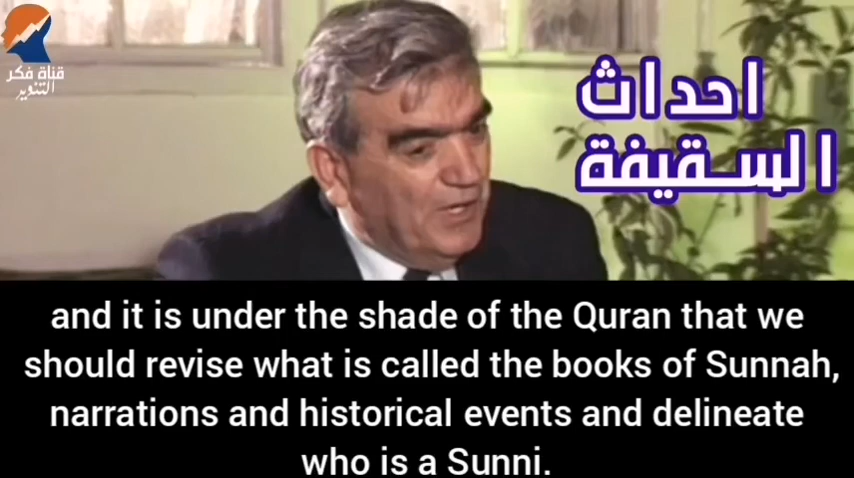 قناة فكر
التنوير
احداث
السقيفة
and it is under the shade of the Quran that we
should revise what is called the books of Sunnah,
narrations and historical events and delineate
who is a Sunni.